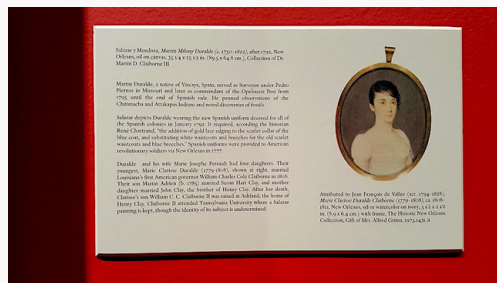 Salazar y Mendoza, Martin Milony Duralde (c. 1750-1822), after 1792, New
Orleans, oil on canvas, 35 1/4 x 25 1/2 in. (89.5 x 64.8 cm.), Collection of Dr.
Martin D. Claiborne III
Martin Duralde, a native of Viscaya, Spain, served as Surveyor under Pedro
Piernas in Missouri and later as commandant of the Opelousas Post from
1795 until the end of Spanish rule. He penned observations of the
Chitimacha and Attakapas Indians and noted discoveries of fossils.
Salazar depicts Duralde wearing the new Spanish uniform decreed for all of
the Spanish colonies in January 1792. It required, according the historian
Rene Chartrand, "the addition of gold lace edging to the scarlet collar of the
blue coat, and substituting white waistcoats and breeches for the old scarlet
waistcoats and blue breeches." Spanish uniforms were provided to American
revolutionary soldiers via New Orleans in 1777.
Duralde and his wife Marie Josephe Perrault had four daughters. Their
youngest, Marie Clarisse (1779-1808), shown at right, married
Louisiana's first American governor William Charles Cole Claiborne in 1806.
Their son Martin (b. 1785) married Susan Hart Clay, and another
daughter married John Clay, the brother of Henry Clay. After her death,
Clarisse's son William C. C. Claiborne II was raised at Ashland, the home of
Henry Clay. Claiborne II attended Transylvania University where a Salazar
painting is kept, though the identity of its subject is undetermined.
Attributed to Jean François de Vallée (act. 1794-1826),
Marie Clarisse Duralde Claiborne (1779-1808), ca. 1806-
1812, New Orleans, oil or watercolor on ivory, 3 1/2 x 2 1/2
in. (8.9 x 6.4 cm.) with frame, The Historic New Orleans
Collection, Gift of Mrs. Alfred Grima,